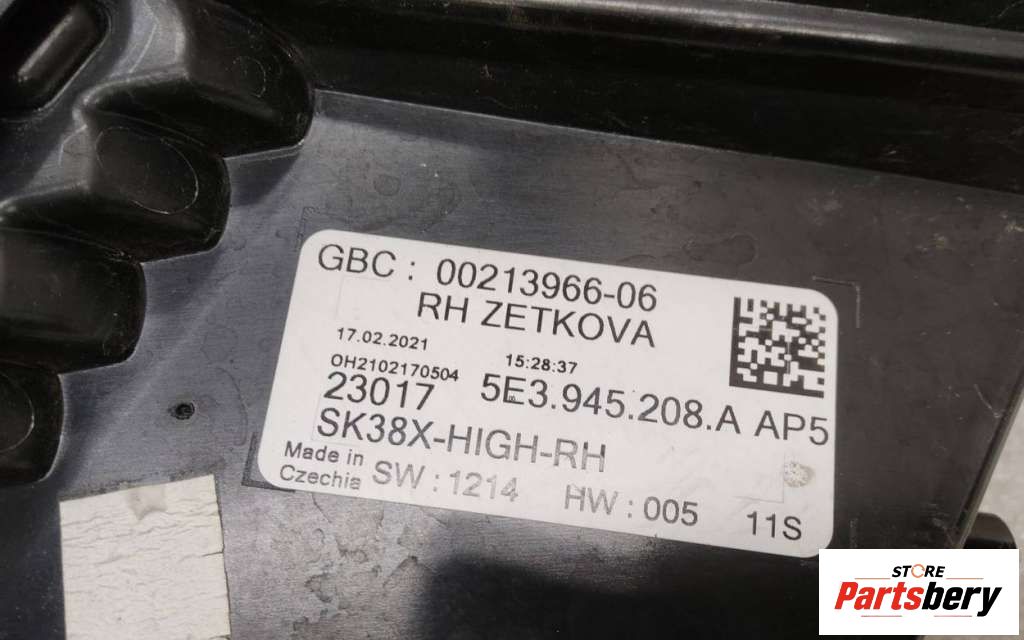 GBC : 00213966-06
RH ZETKOVA
17.02.2021 15:28:37
OH2102170504
23017 5E3.945.208.A AP5
SK38X-HIGH-RH
Made in
Czechia SW : 1214 HW : 005 11S
STORE
Partsbery